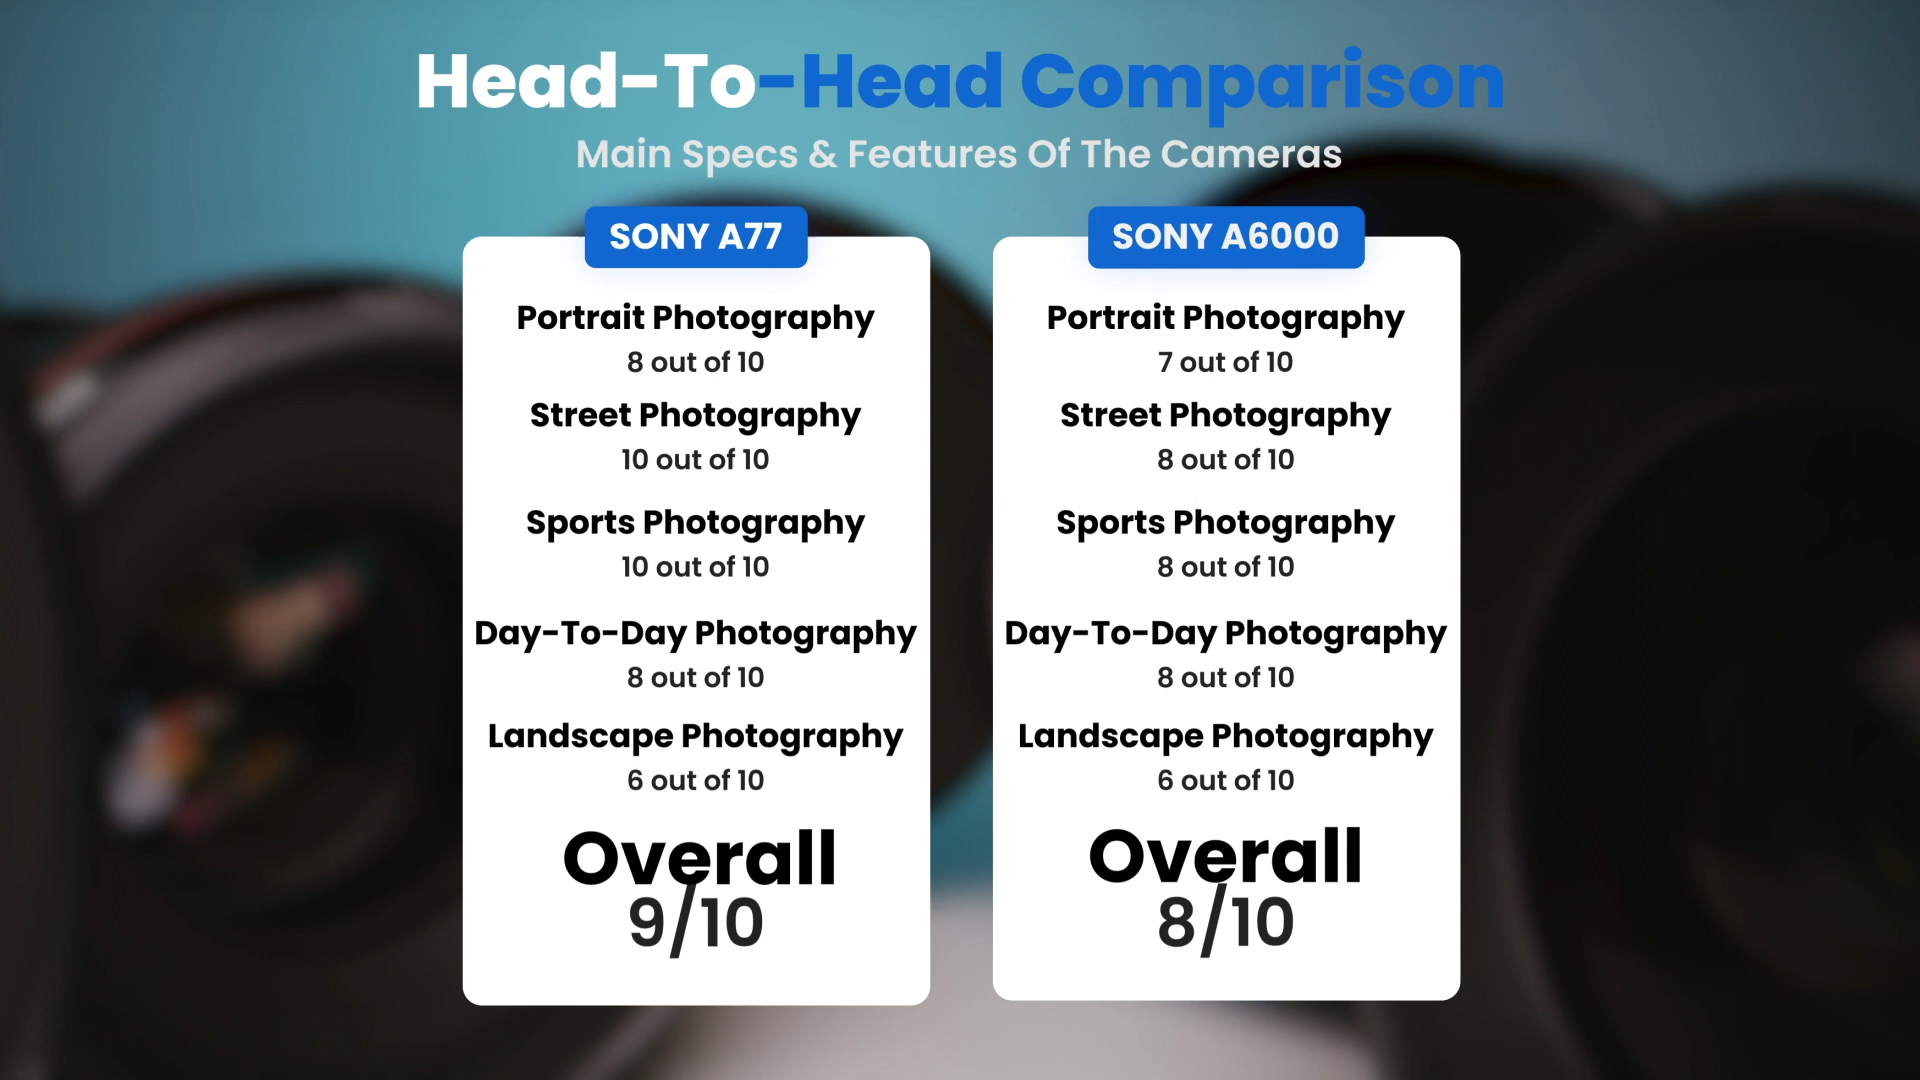 Head-To-Head Comparison
Main Specs & Features Of The Cameras
SONY A77
Portrait Photography
8 out of 10
Street Photography
10 out of 10
Sports Photography
10 out of 10
Day-To-Day Photography
8 out of 10
Landscape Photography
6 out of 10
Overall
9/10
SONY A6000
Portrait Photography
7 out of 10
Street Photography
8 out of 10
Sports Photography
8 out of 10
Day-To-Day Photography
8 out of 10
Landscape Photography
6 out of 10
Overall
8/10